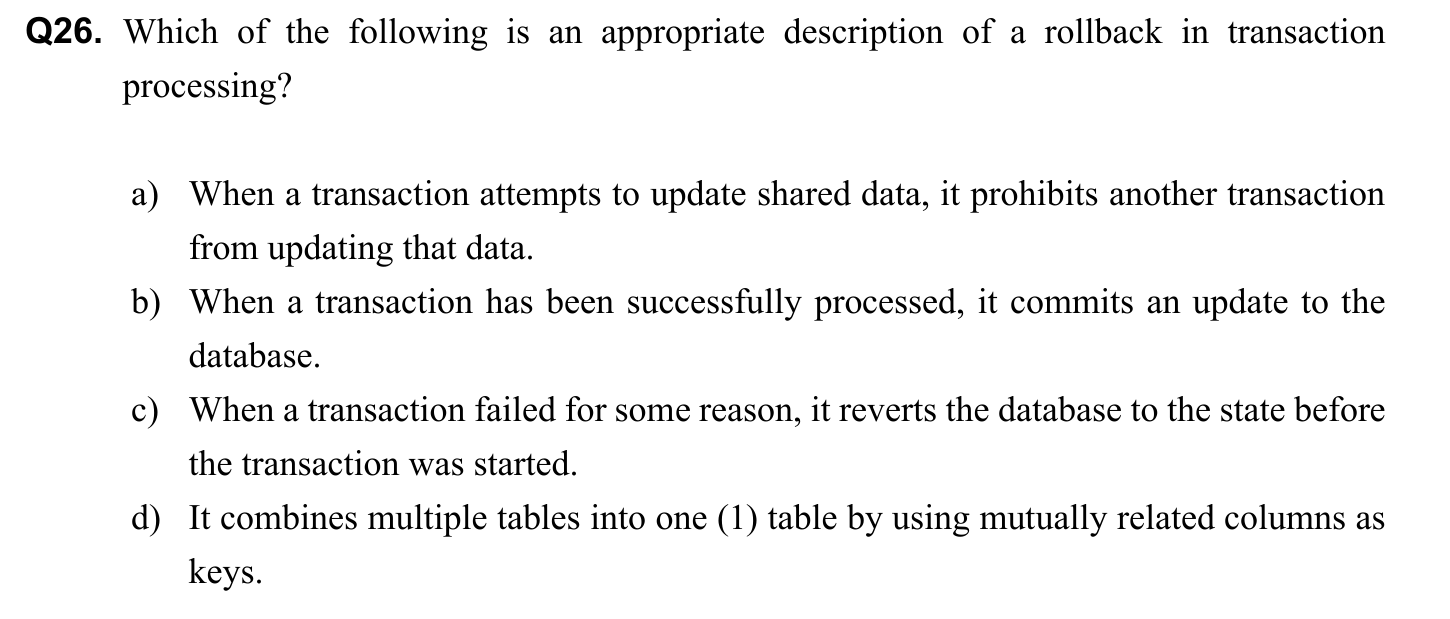 Q26. Which of the following is an appropriate description of a rollback in transaction
processing?
a) When a transaction attempts to update shared data, it prohibits another transaction
from updating that data.
b) When a transaction has been successfully processed, it commits an update to the
database.
c) When a transaction failed for some reason, it reverts the database to the state before
the transaction was started.
d) It combines multiple tables into one (1) table by using mutually related columns as
keys.